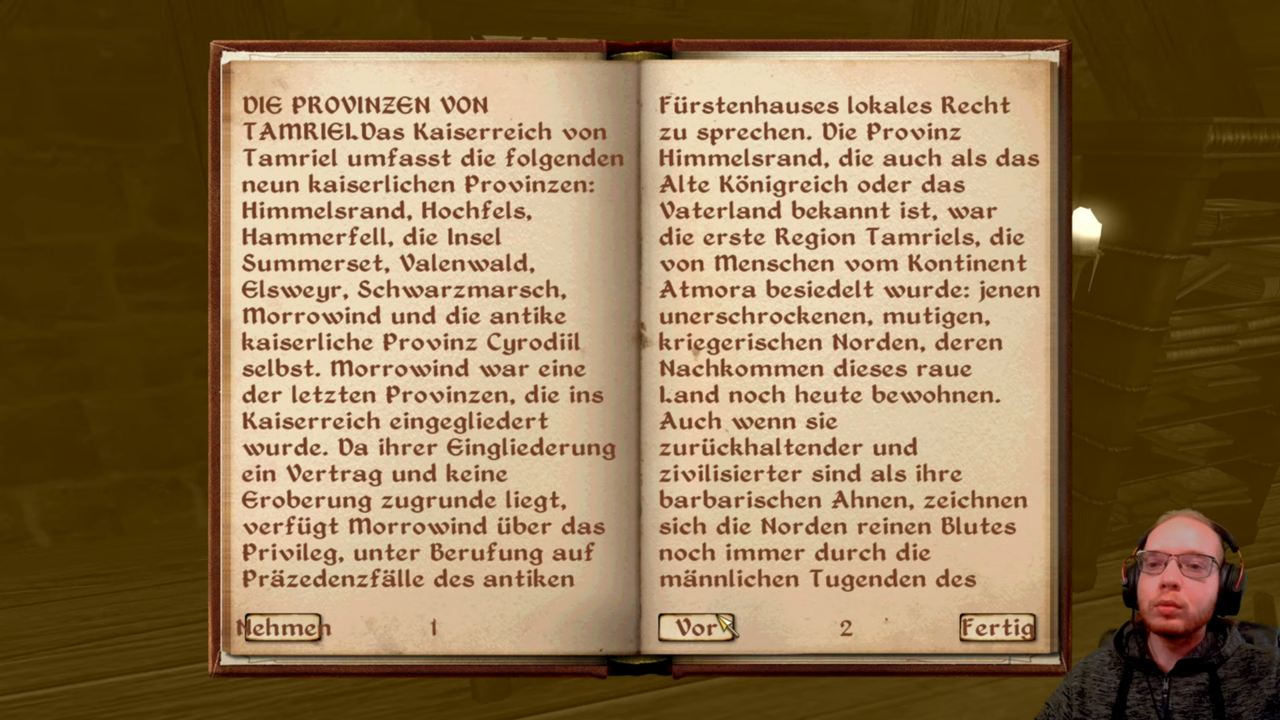 DIE PROVINZEN VON
TAMRIEL.Das Kaiserreich von
Tamriel umfasst die folgenden
neun kaiserlichen Provinzen:
Himmelsrand, Hochfels,
Hammerfell, die Insel
Summerset, Valenwald,
Elsweyr, Schwarzmarsch,
Morrowind und die antike
kaiserliche Provinz Cyrodiil
selbst. Morrowind war eine
der letzten Provinzen, die ins
Kaiserreich eingegliedert
wurde. Da ihrer Eingliederung
ein Vertrag und keine
Eroberung zugrunde liegt,
verfügt Morrowind über das
Privileg, unter Berufung auf
Präzedenzfälle des antiken
Nehmen
1
Fürstenhauses lokales Recht
zu sprechen. Die Provinz
Himmelsrand, die auch als das
Alte Königreich oder das
Vaterland bekannt ist, war
die erste Region Tamriels, die
von Menschen vom Kontinent
Atmora besiedelt wurde: jenen
unerschrockenen, mutigen,
kriegerischen Norden, deren
Nachkommen dieses raue
Land noch heute bewohnen.
Auch wenn sie
zurückhaltender und
zivilisierter sind als ihre
barbarischen Ahnen, zeichnen
sich die Norden reinen Blutes
noch immer durch die
männlichen Tugenden des
Vor
2
Fertig